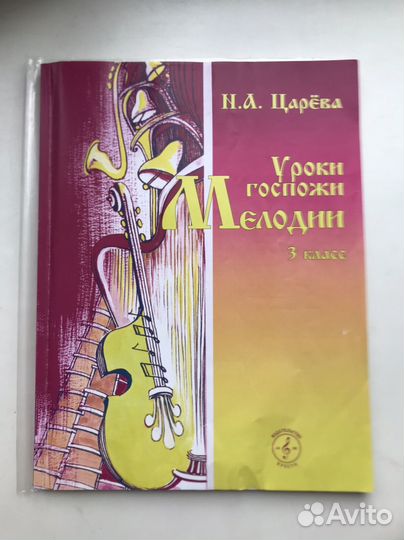 Н.А. Царёва
Уроки
госпожи
Мелодии
3 класс
Avito